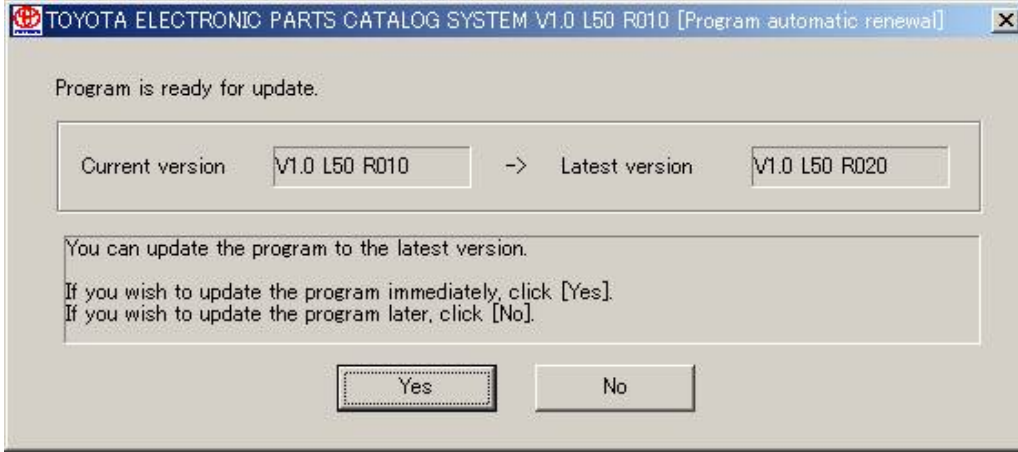 TOYOTA ELECTRONIC PARTS CATALOG SYSTEM V1.0 L50 R010 [Program automatic renewal]
Program is ready for update.
Current version V1.0 L50 R010 -> Latest version V1.0 L50 R020
You can update the program to the latest version.
If you wish to update the program immediately, click [Yes].
If you wish to update the program later, click [No].
Yes No